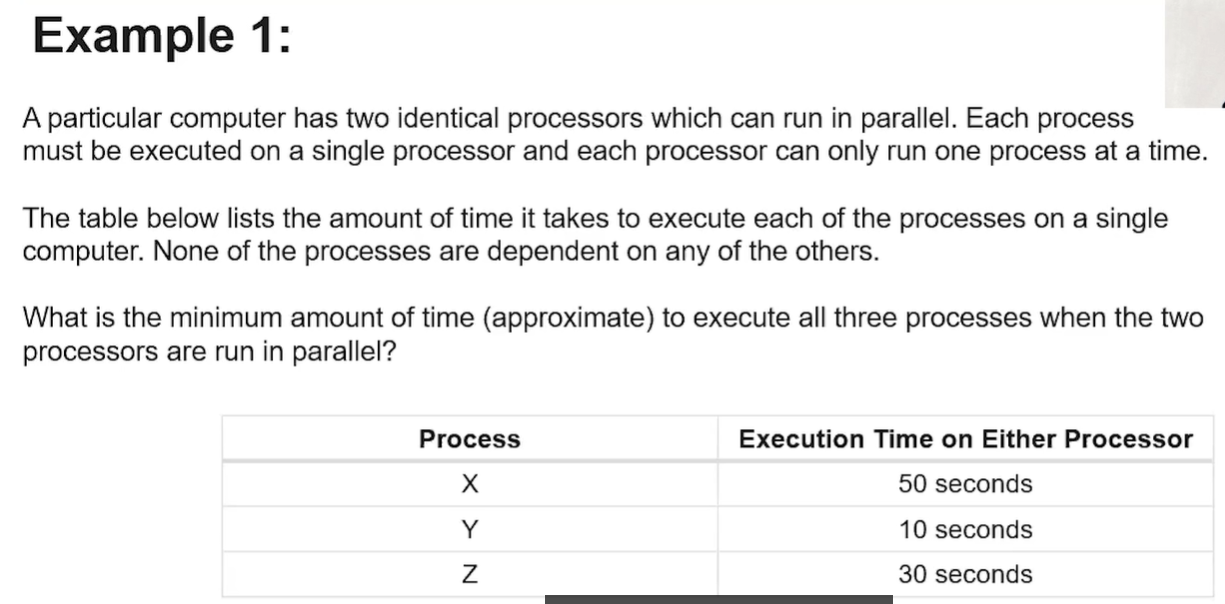 Example 1:
A particular computer has two identical processors which can run in parallel. Each process
must be executed on a single processor and each processor can only run one process at a time.
The table below lists the amount of time it takes to execute each of the processes on a single
computer. None of the processes are dependent on any of the others.
What is the minimum amount of time (approximate) to execute all three processes when the two
processors are run in parallel?
Process Execution Time on Either Processor
X 50 seconds
Y 10 seconds
Z 30 seconds